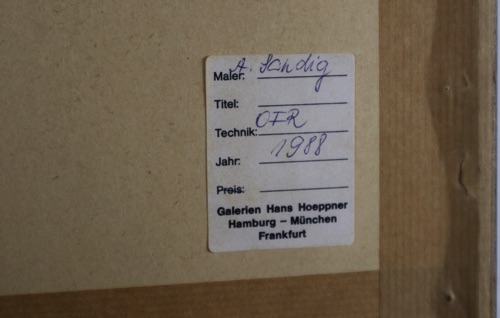 Maler: A. Sandig
Titel:
Technik: OFR
Jahr: 1988
Preis:
Galerien Hans Hoeppner
Hamburg – München
Frankfurt